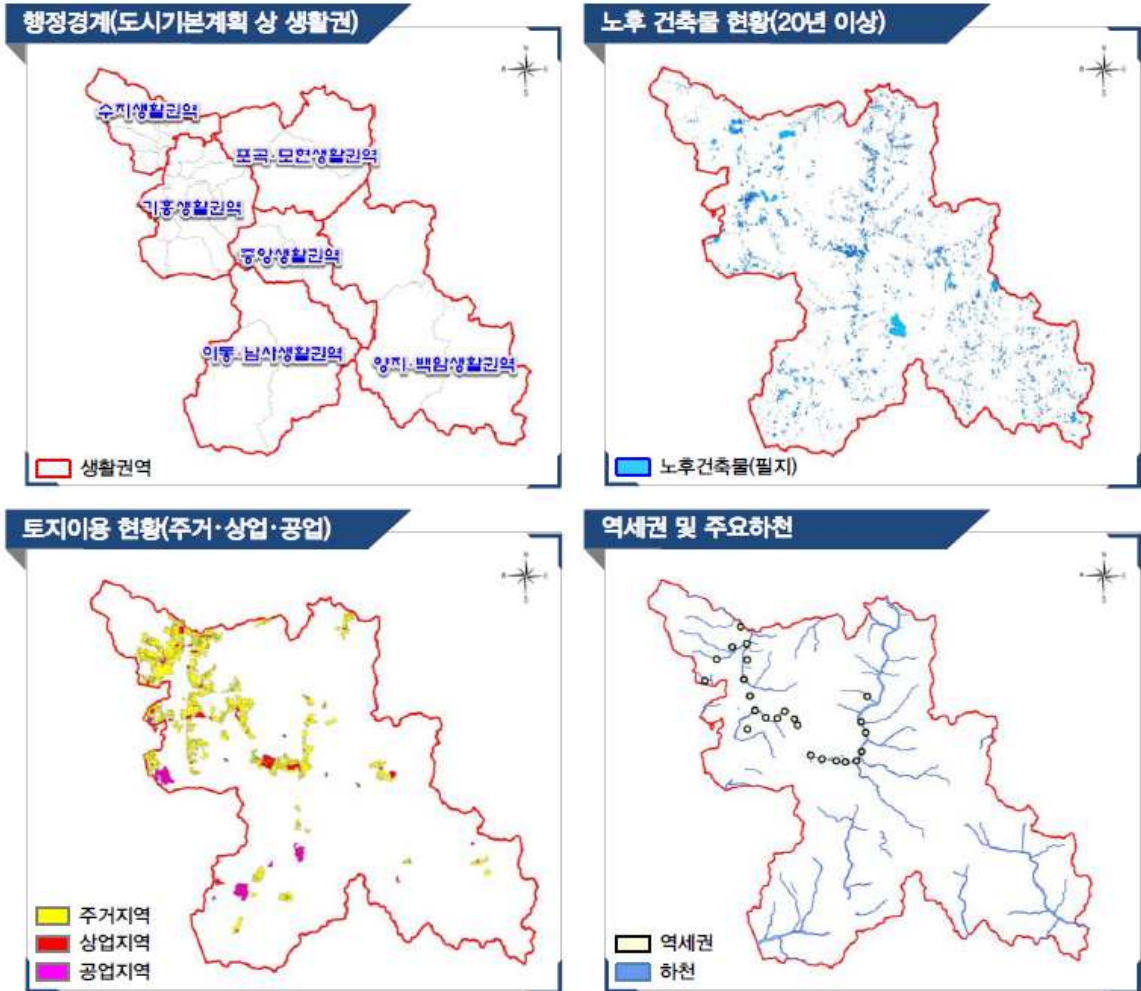 행정경계(도시기본계획 상 생활권)
수지생활권역
포곡·모현생활권역
기흥생활권역
중앙생활권역
이동·남사생활권역
양지·백암생활권역
생활권역
노후 건축물 현황(20년 이상)
노후건축물(필지)
토지이용 현황(주거·상업·공업)
주거지역
상업지역
공업지역
역세권 및 주요하천
역세권
하천